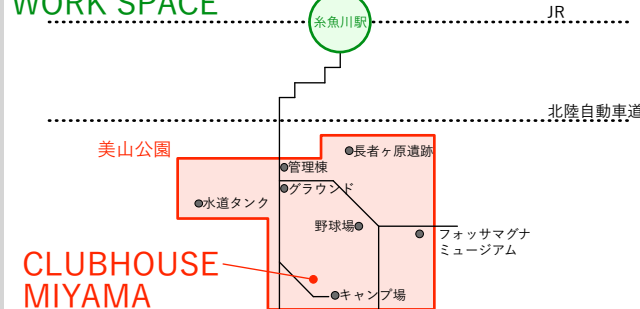 WORK SPACE
JR
糸魚川駅
北陸自動車道
美山公園
長者ヶ原遺跡
管理棟
グラウンド
水道タンク
野球場
フォッサマグナ
ミュージアム
CLUBHOUSE
MIYAMA
キャンプ場